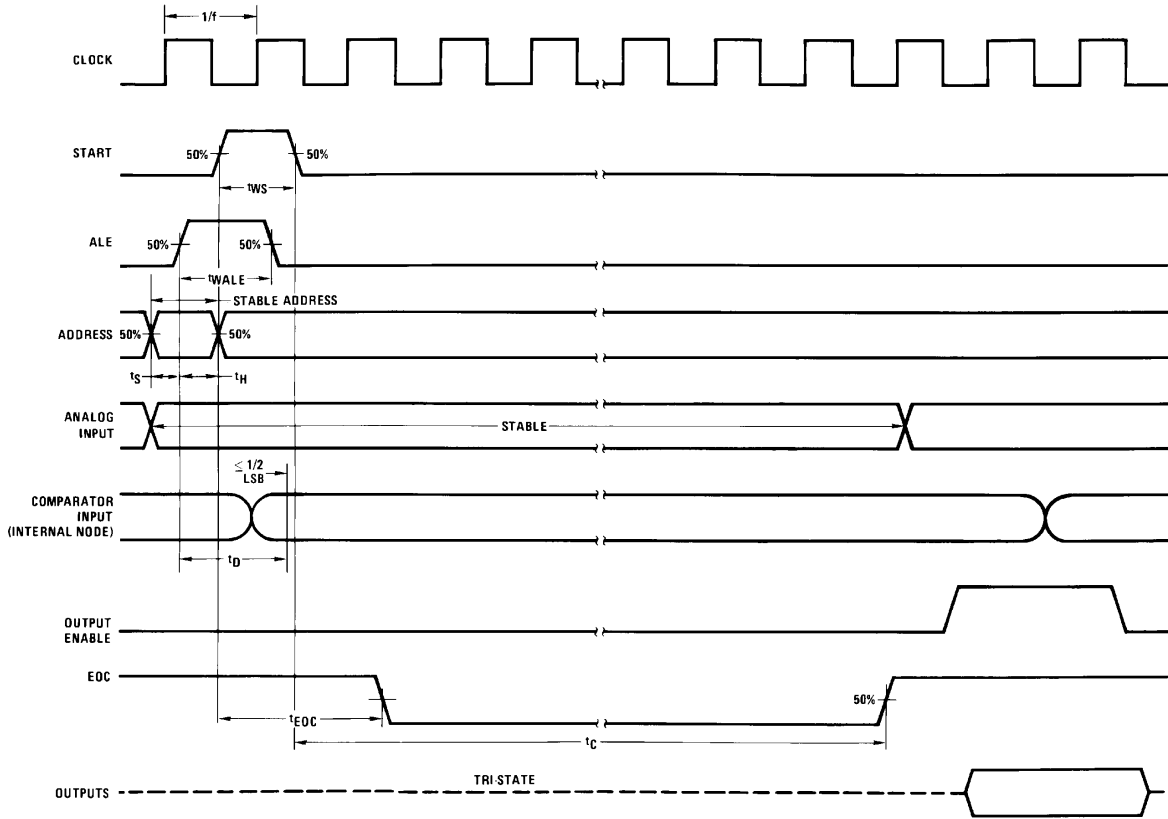 1/f
CLOCK
START
50%
50%
tWS
ALE
50%
50%
tWALE
STABLE ADDRESS
ADDRESS
50%
50%
tS
tH
ANALOG
INPUT
STABLE
≤ 1/2
LSB
COMPARATOR
INPUT
(INTERNAL NODE)
tD
OUTPUT
ENABLE
EOC
50%
tEOC
tC
TRI-STATE
OUTPUTS